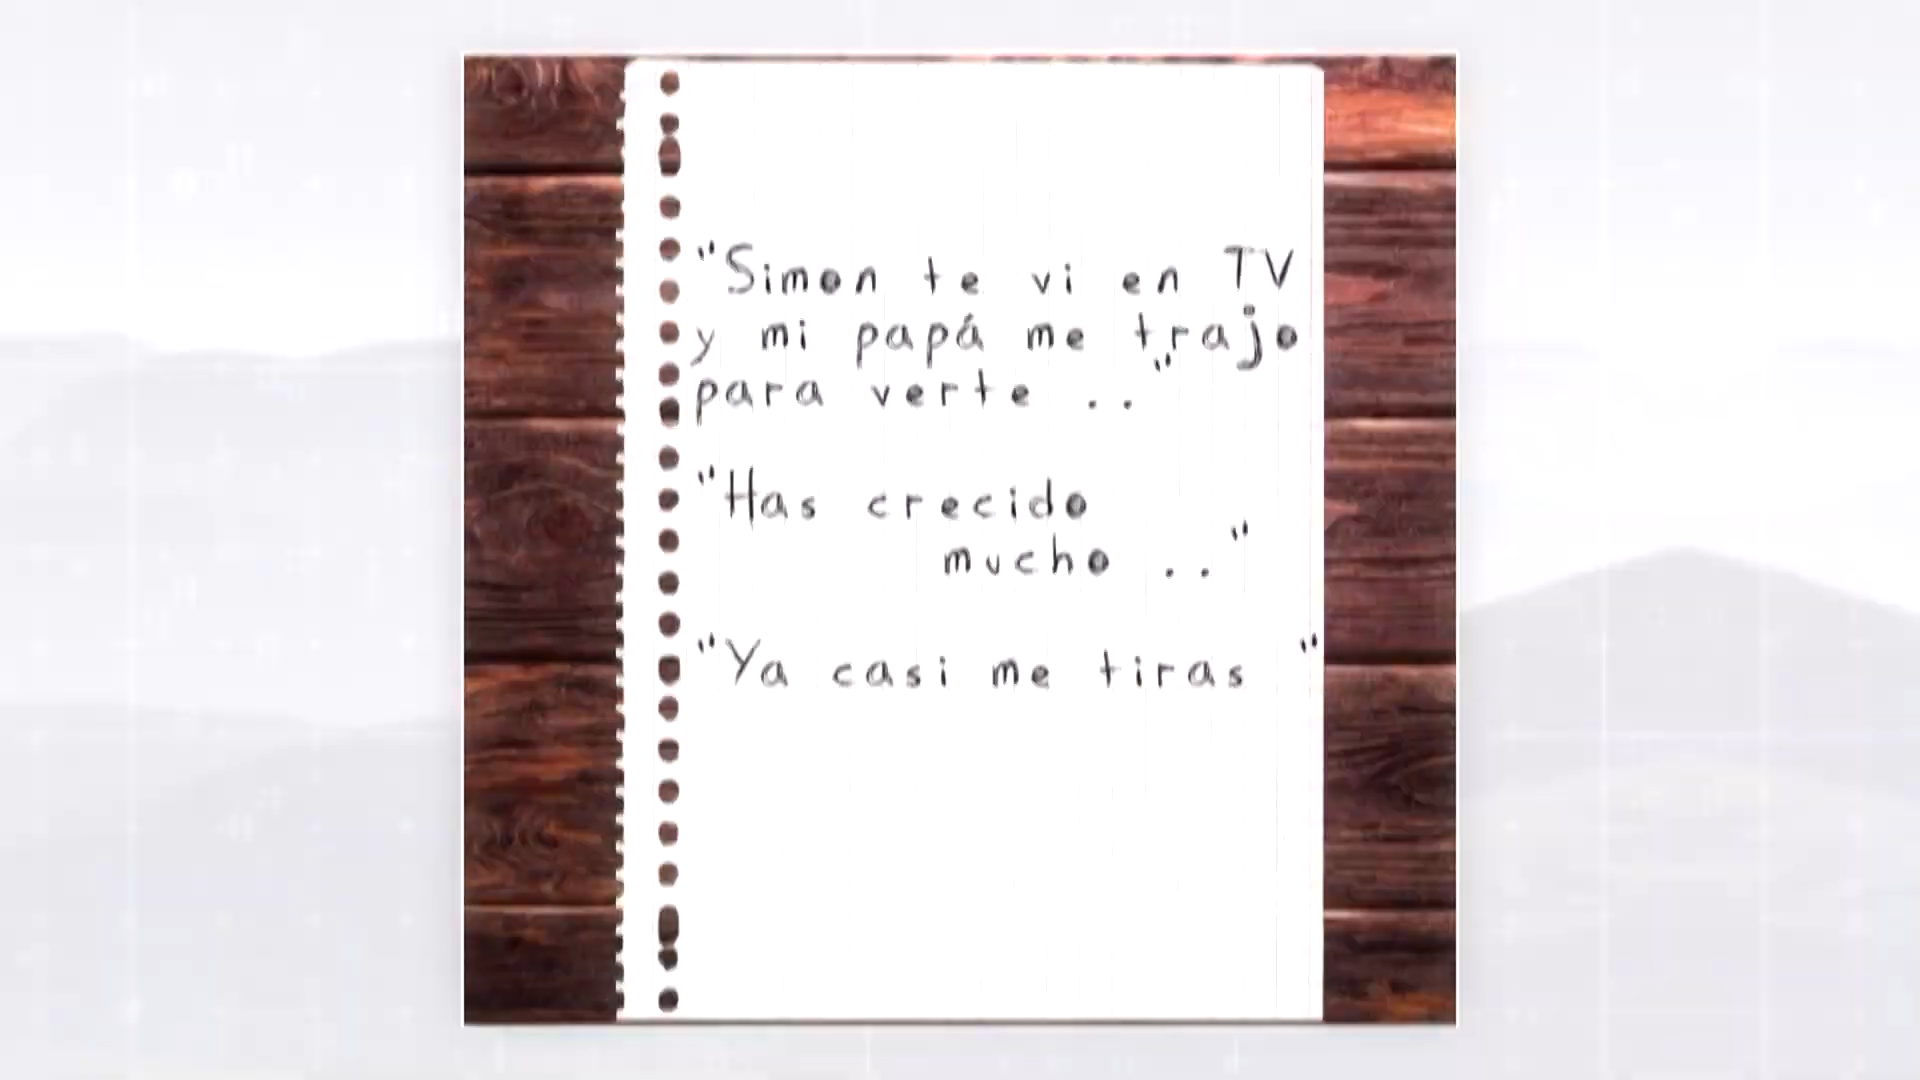 "Simon te vi en TV
y mi papá me trajo
para verte .."
"Has crecido
mucho .."
"Ya casi me tiras "